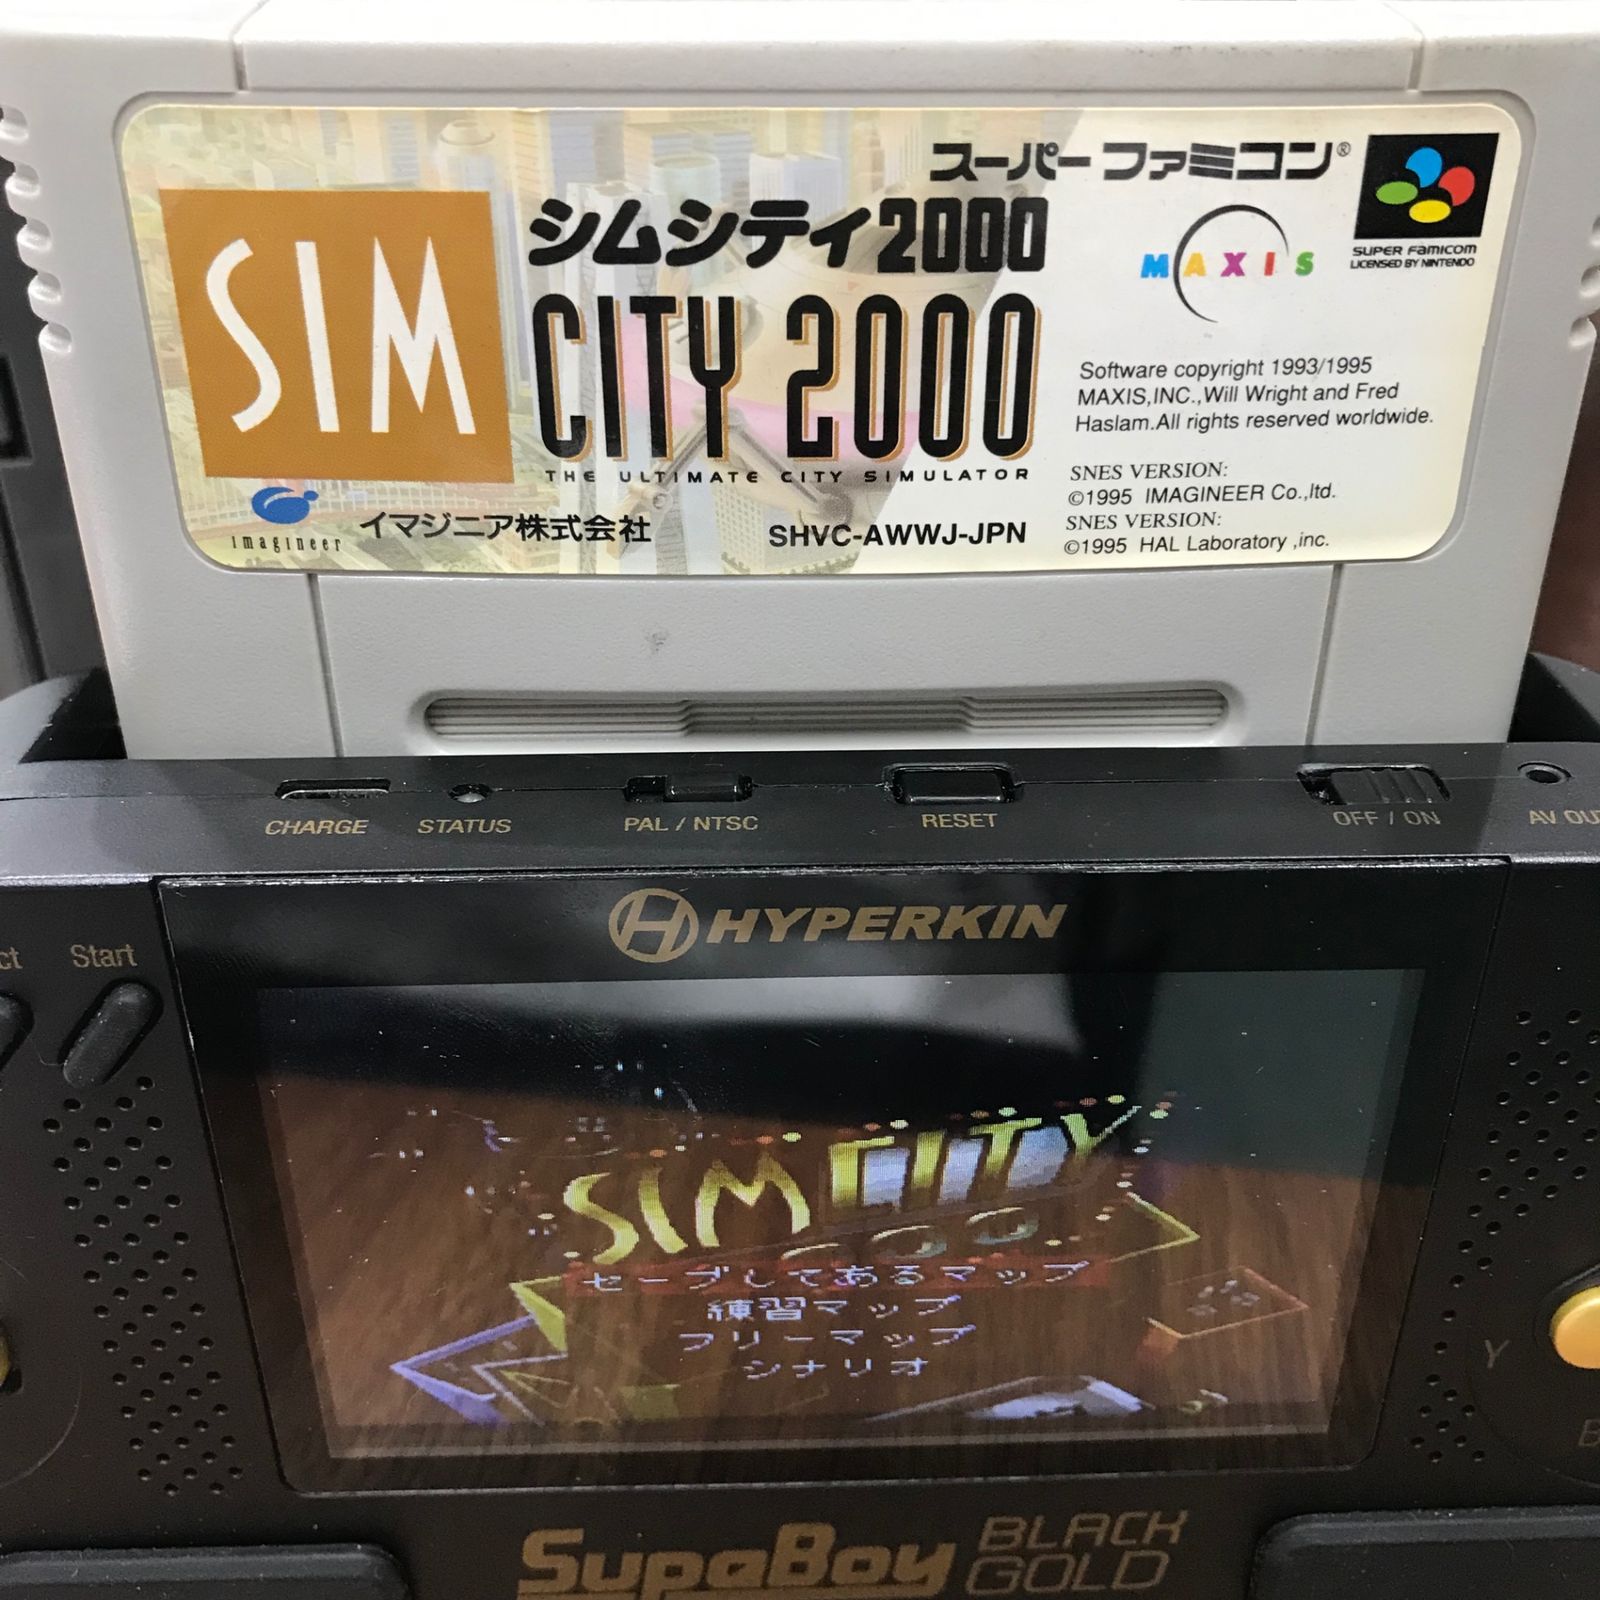 スーパーファミコン®
SIM
シムシティ2000
CITY 2000
THE ULTIMATE CITY SIMULATOR
MAXIS
SUPER FAMICOM
LICENSED BY NINTENDO
Software copyright 1993/1995
MAXIS,INC.,Will Wright and Fred
Haslam.All rights reserved worldwide.
SNES VERSION:
©1995 IMAGINEER Co.,ltd.
SNES VERSION:
©1995 HAL Laboratory ,inc.
imagineer
イマジニア株式会社
SHVC-AWWJ-JPN
CHARGE
STATUS
PAL / NTSC
RESET
OFF / ON
AV OU
HYPERKIN
ct
Start
SIM CITY
セーブしてあるマップ
練習マップ
フリーマップ
シナリオ
Y
B
SupaBoy
BLACK
GOLD